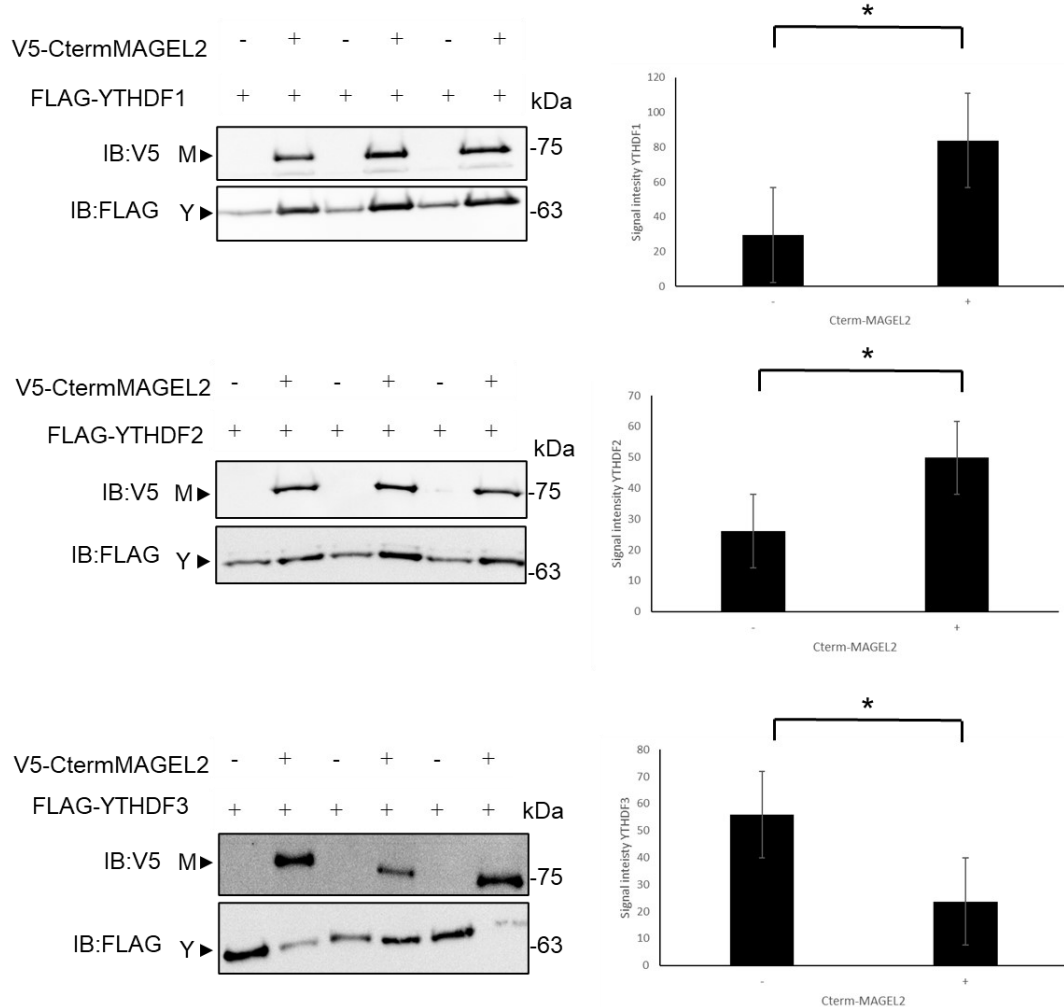 V5-CtermMAGEL2 - + - + - +
FLAG-YTHDF1 + + + + + + kDa
IB:V5 M► -75
IB:FLAG Y► -63
*
Signal intesity YTHDF1
120
100
80
60
40
20
0
- +
Cterm-MAGEL2
V5-CtermMAGEL2 - + - + - +
FLAG-YTHDF2 + + + + + + kDa
IB:V5 M► -75
IB:FLAG Y► -63
*
Signal intensity YTHDF2
70
60
50
40
30
20
10
0
- +
Cterm-MAGEL2
V5-CtermMAGEL2 - + - + - +
FLAG-YTHDF3 + + + + + + kDa
IB:V5 M► -75
IB:FLAG Y► -63
*
Signal inteisty YTHDF3
80
70
60
50
40
30
20
10
0
- +
Cterm-MAGEL2